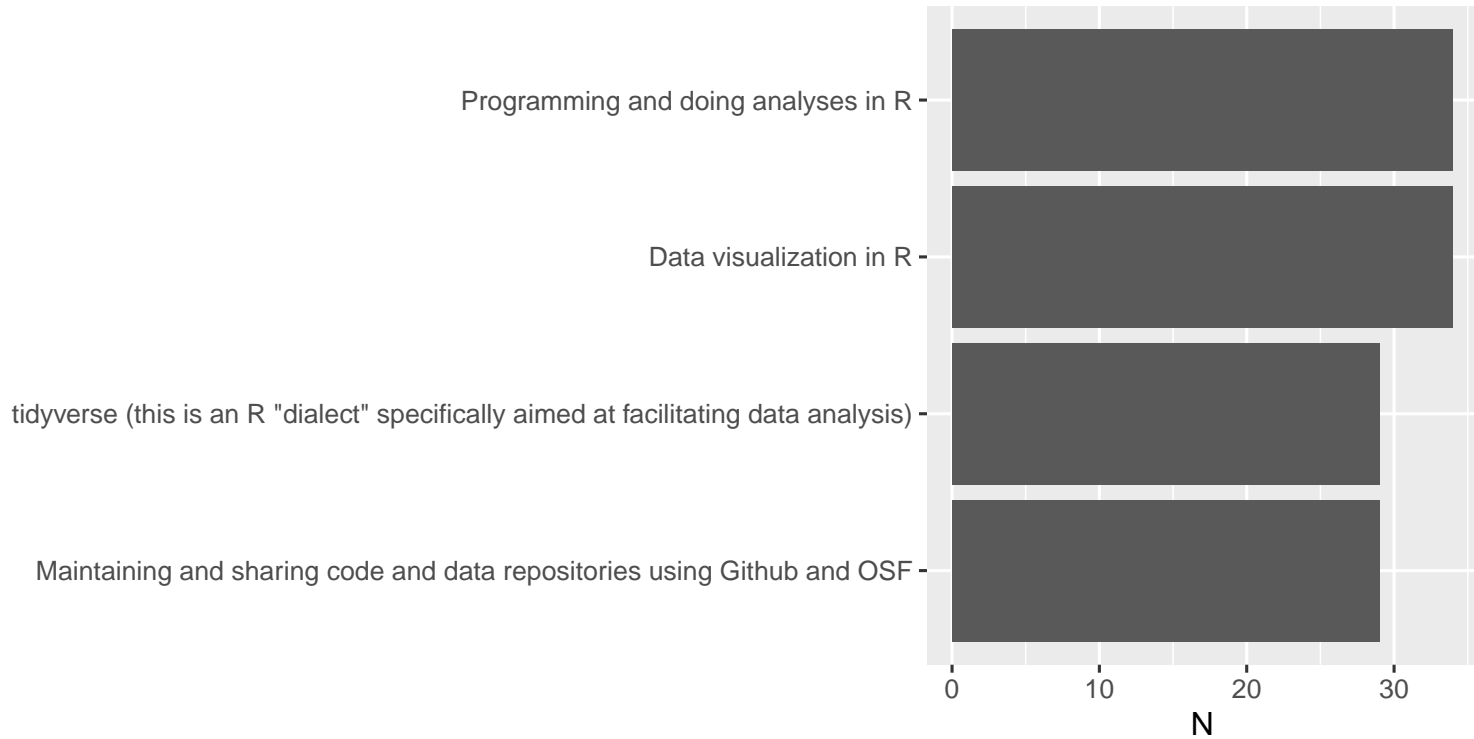 Programming and doing analyses in R
Data visualization in R
tidyverse (this is an R "dialect" specifically aimed at facilitating data analysis)
Maintaining and sharing code and data repositories using Github and OSF
0 10 20 30
N